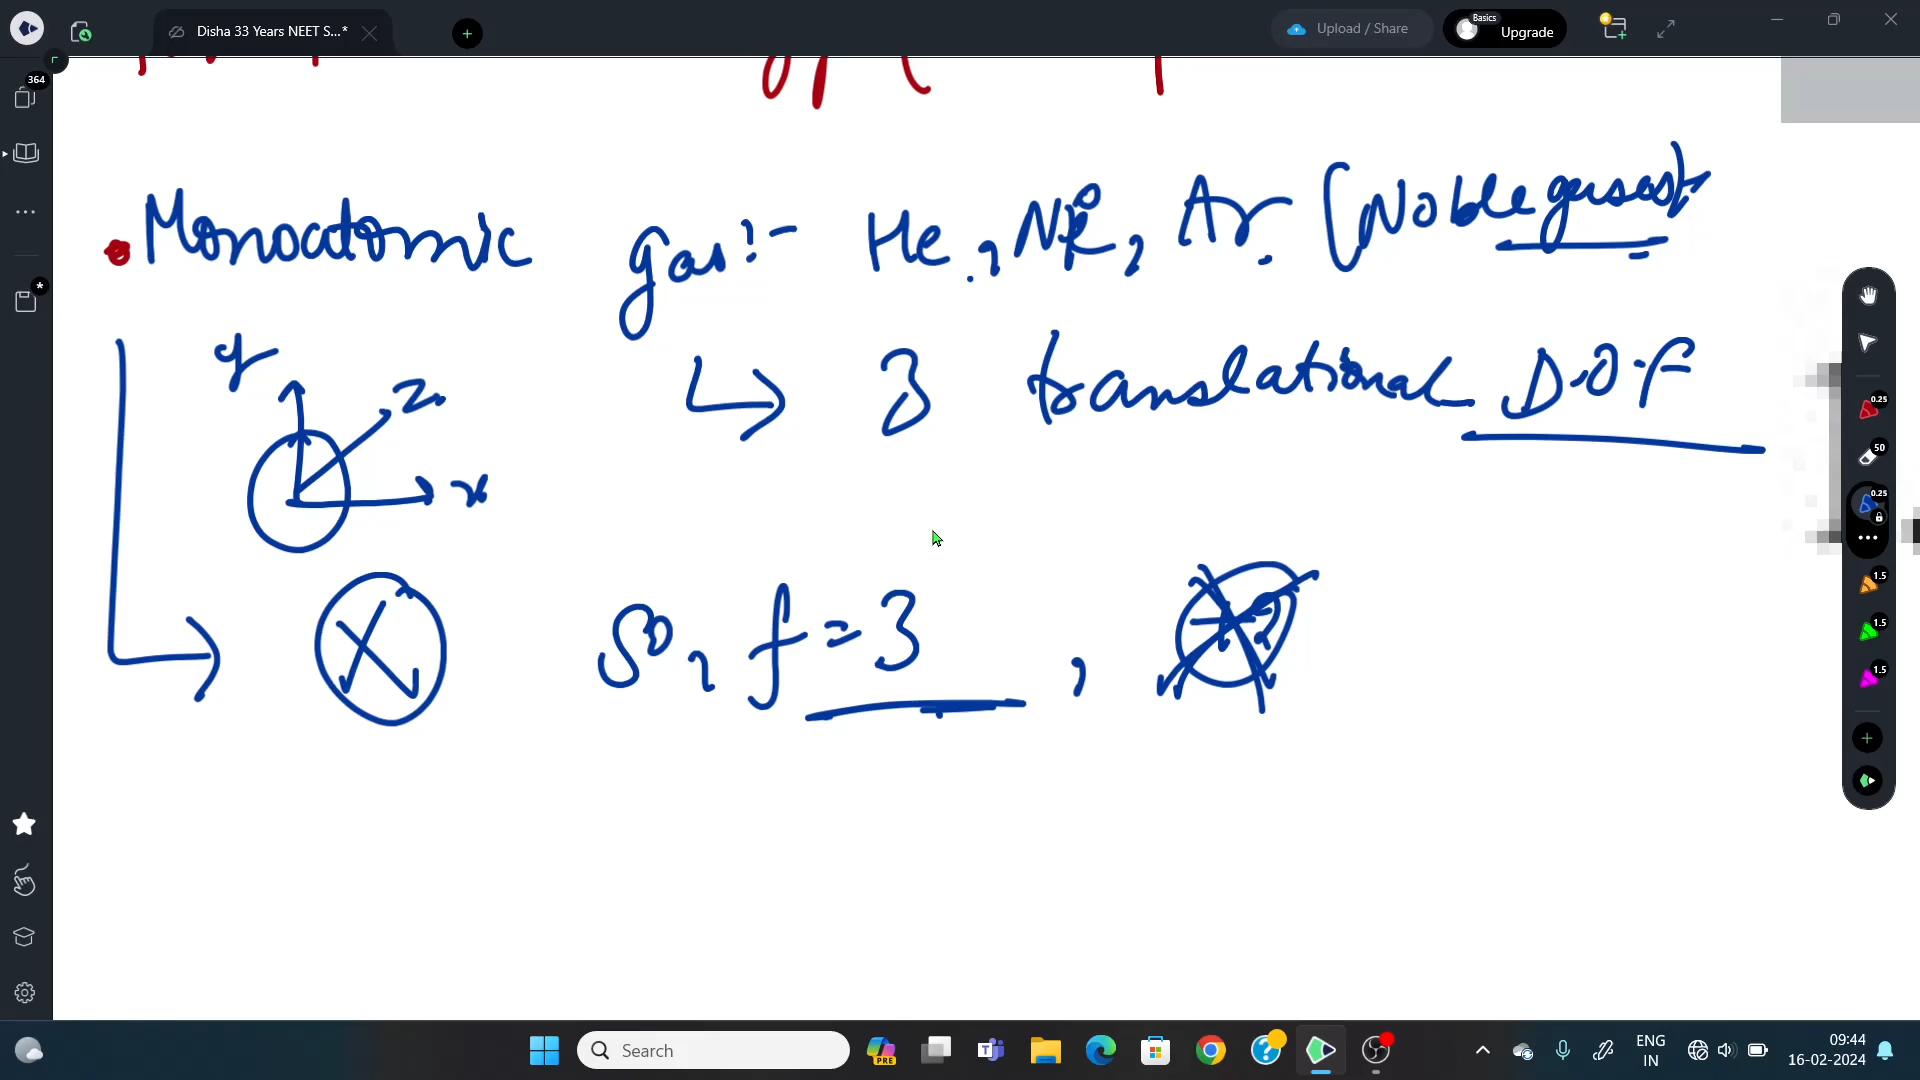 Disha 33 Years NEET S...*
Upload / Share
Basics
Upgrade
364
Monoatomic gas:- He, Ne, Ar (Noble gases)
y
z
→ 3 translational D.O.F
x
So, f = 3 ,
0.25
50
0.25
1.5
1.5
1.5
Search
PRE
ENG
IN
09:44
16-02-2024